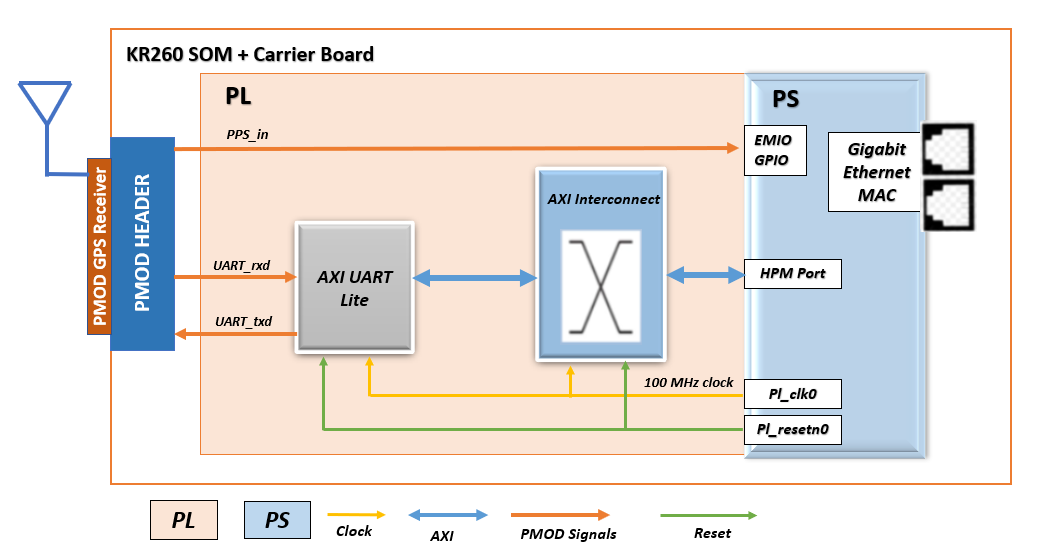 KR260 SOM + Carrier Board
PL
PS
PPS_in
EMIO
GPIO
Gigabit
Ethernet
MAC
PMOD GPS Receiver
PMOD HEADER
AXI Interconnect
UART_rxd
AXI UART
Lite
HPM Port
UART_txd
100 MHz clock
Pl_clk0
Pl_resetn0
PL
PS
Clock
AXI
PMOD Signals
Reset